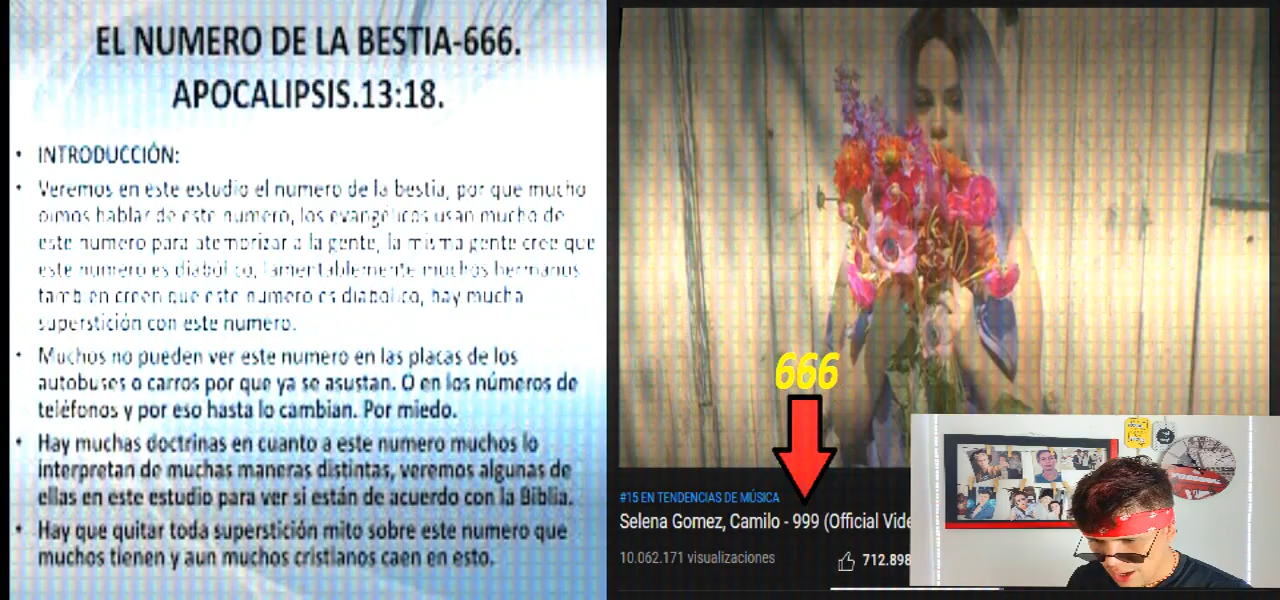 EL NUMERO DE LA BESTIA-666.
APOCALIPSIS.13:18.
• INTRODUCCIÓN:
• Veremos en este estudio el numero de la bestia, por que mucho
oimos hablar de este numero, los evangélicos usan mucho de
este numero para atemorizar a la gente, la misma gente cree que
este numero es diabólico, lamentablemente muchos hermanos
tambien creen que este numero es diabolico, hay mucha
superstición con este numero.
• Muchos no pueden ver este numero en las placas de los
autobuses o carros por que ya se asustan. O en los números de
teléfonos y por eso hasta lo cambian. Por miedo.
• Hay muchas doctrinas en cuanto a este numero muchos lo
interpretan de muchas maneras distintas, veremos algunas de
ellas en este estudio para ver si están de acuerdo con la Biblia.
• Hay que quitar toda superstición mito sobre este numero que
muchos tienen y aun muchos cristianos caen en esto.
666
#15 EN TENDENCIAS DE MÚSICA
Selena Gomez, Camilo - 999 (Official Vide
10.062.171 visualizaciones
712.898